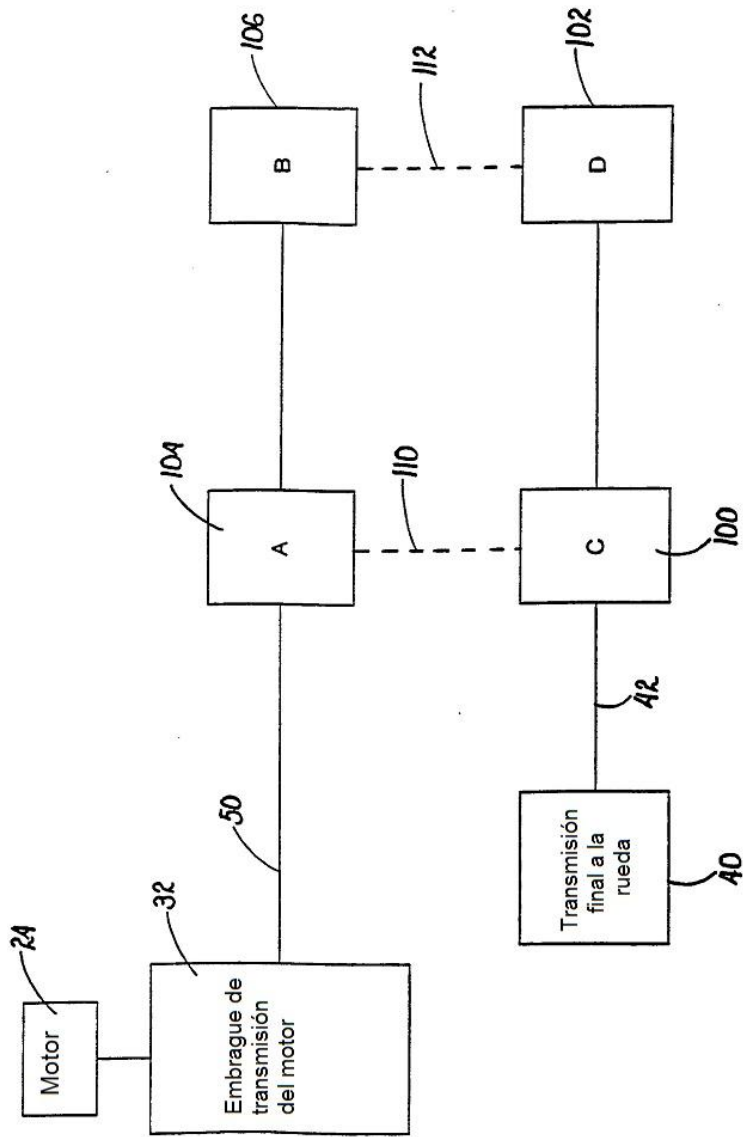 24
Motor
32
Embrague de
transmisión
del motor
50
104
A
106
B
110
112
Transmisión
final a la
rueda
40
42
C
100
D
102